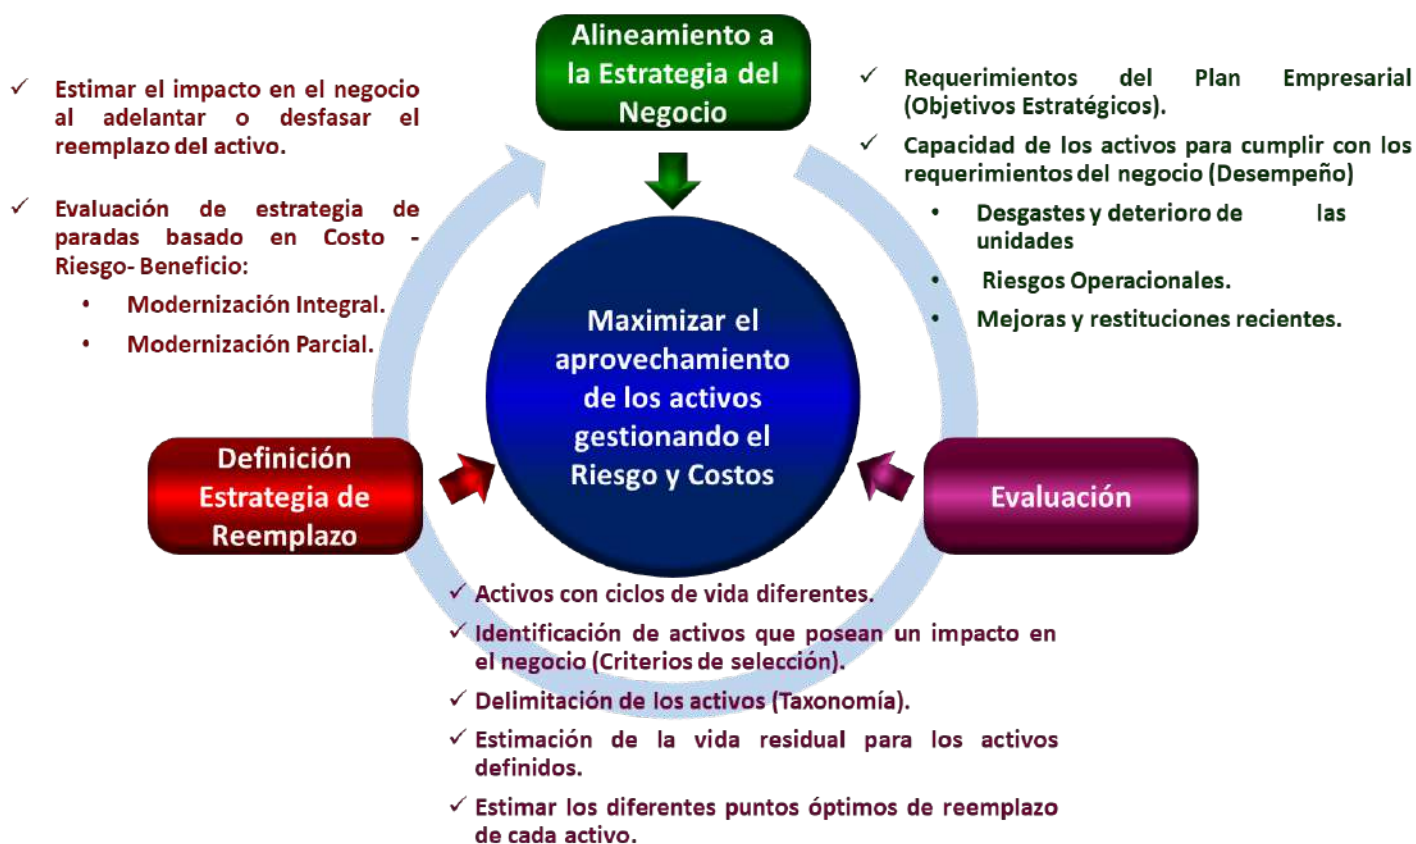 Alineamiento a
la Estrategia del
Negocio
✓ Requerimientos del Plan Empresarial
(Objetivos Estratégicos).
✓ Capacidad de los activos para cumplir con los
requerimientos del negocio (Desempeño)
• Desgastes y deterioro de las
unidades
• Riesgos Operacionales.
• Mejoras y restituciones recientes.
Evaluación
✓ Activos con ciclos de vida diferentes.
✓ Identificación de activos que posean un impacto en
el negocio (Criterios de selección).
✓ Delimitación de los activos (Taxonomía).
✓ Estimación de la vida residual para los activos
definidos.
✓ Estimar los diferentes puntos óptimos de reemplazo
de cada activo.
Definición
Estrategia de
Reemplazo
✓ Estimar el impacto en el negocio
al adelantar o desfasar el
reemplazo del activo.
✓ Evaluación de estrategia de
paradas basado en Costo -
Riesgo- Beneficio:
• Modernización Integral.
• Modernización Parcial.
Maximizar el
aprovechamiento
de los activos
gestionando el
Riesgo y Costos